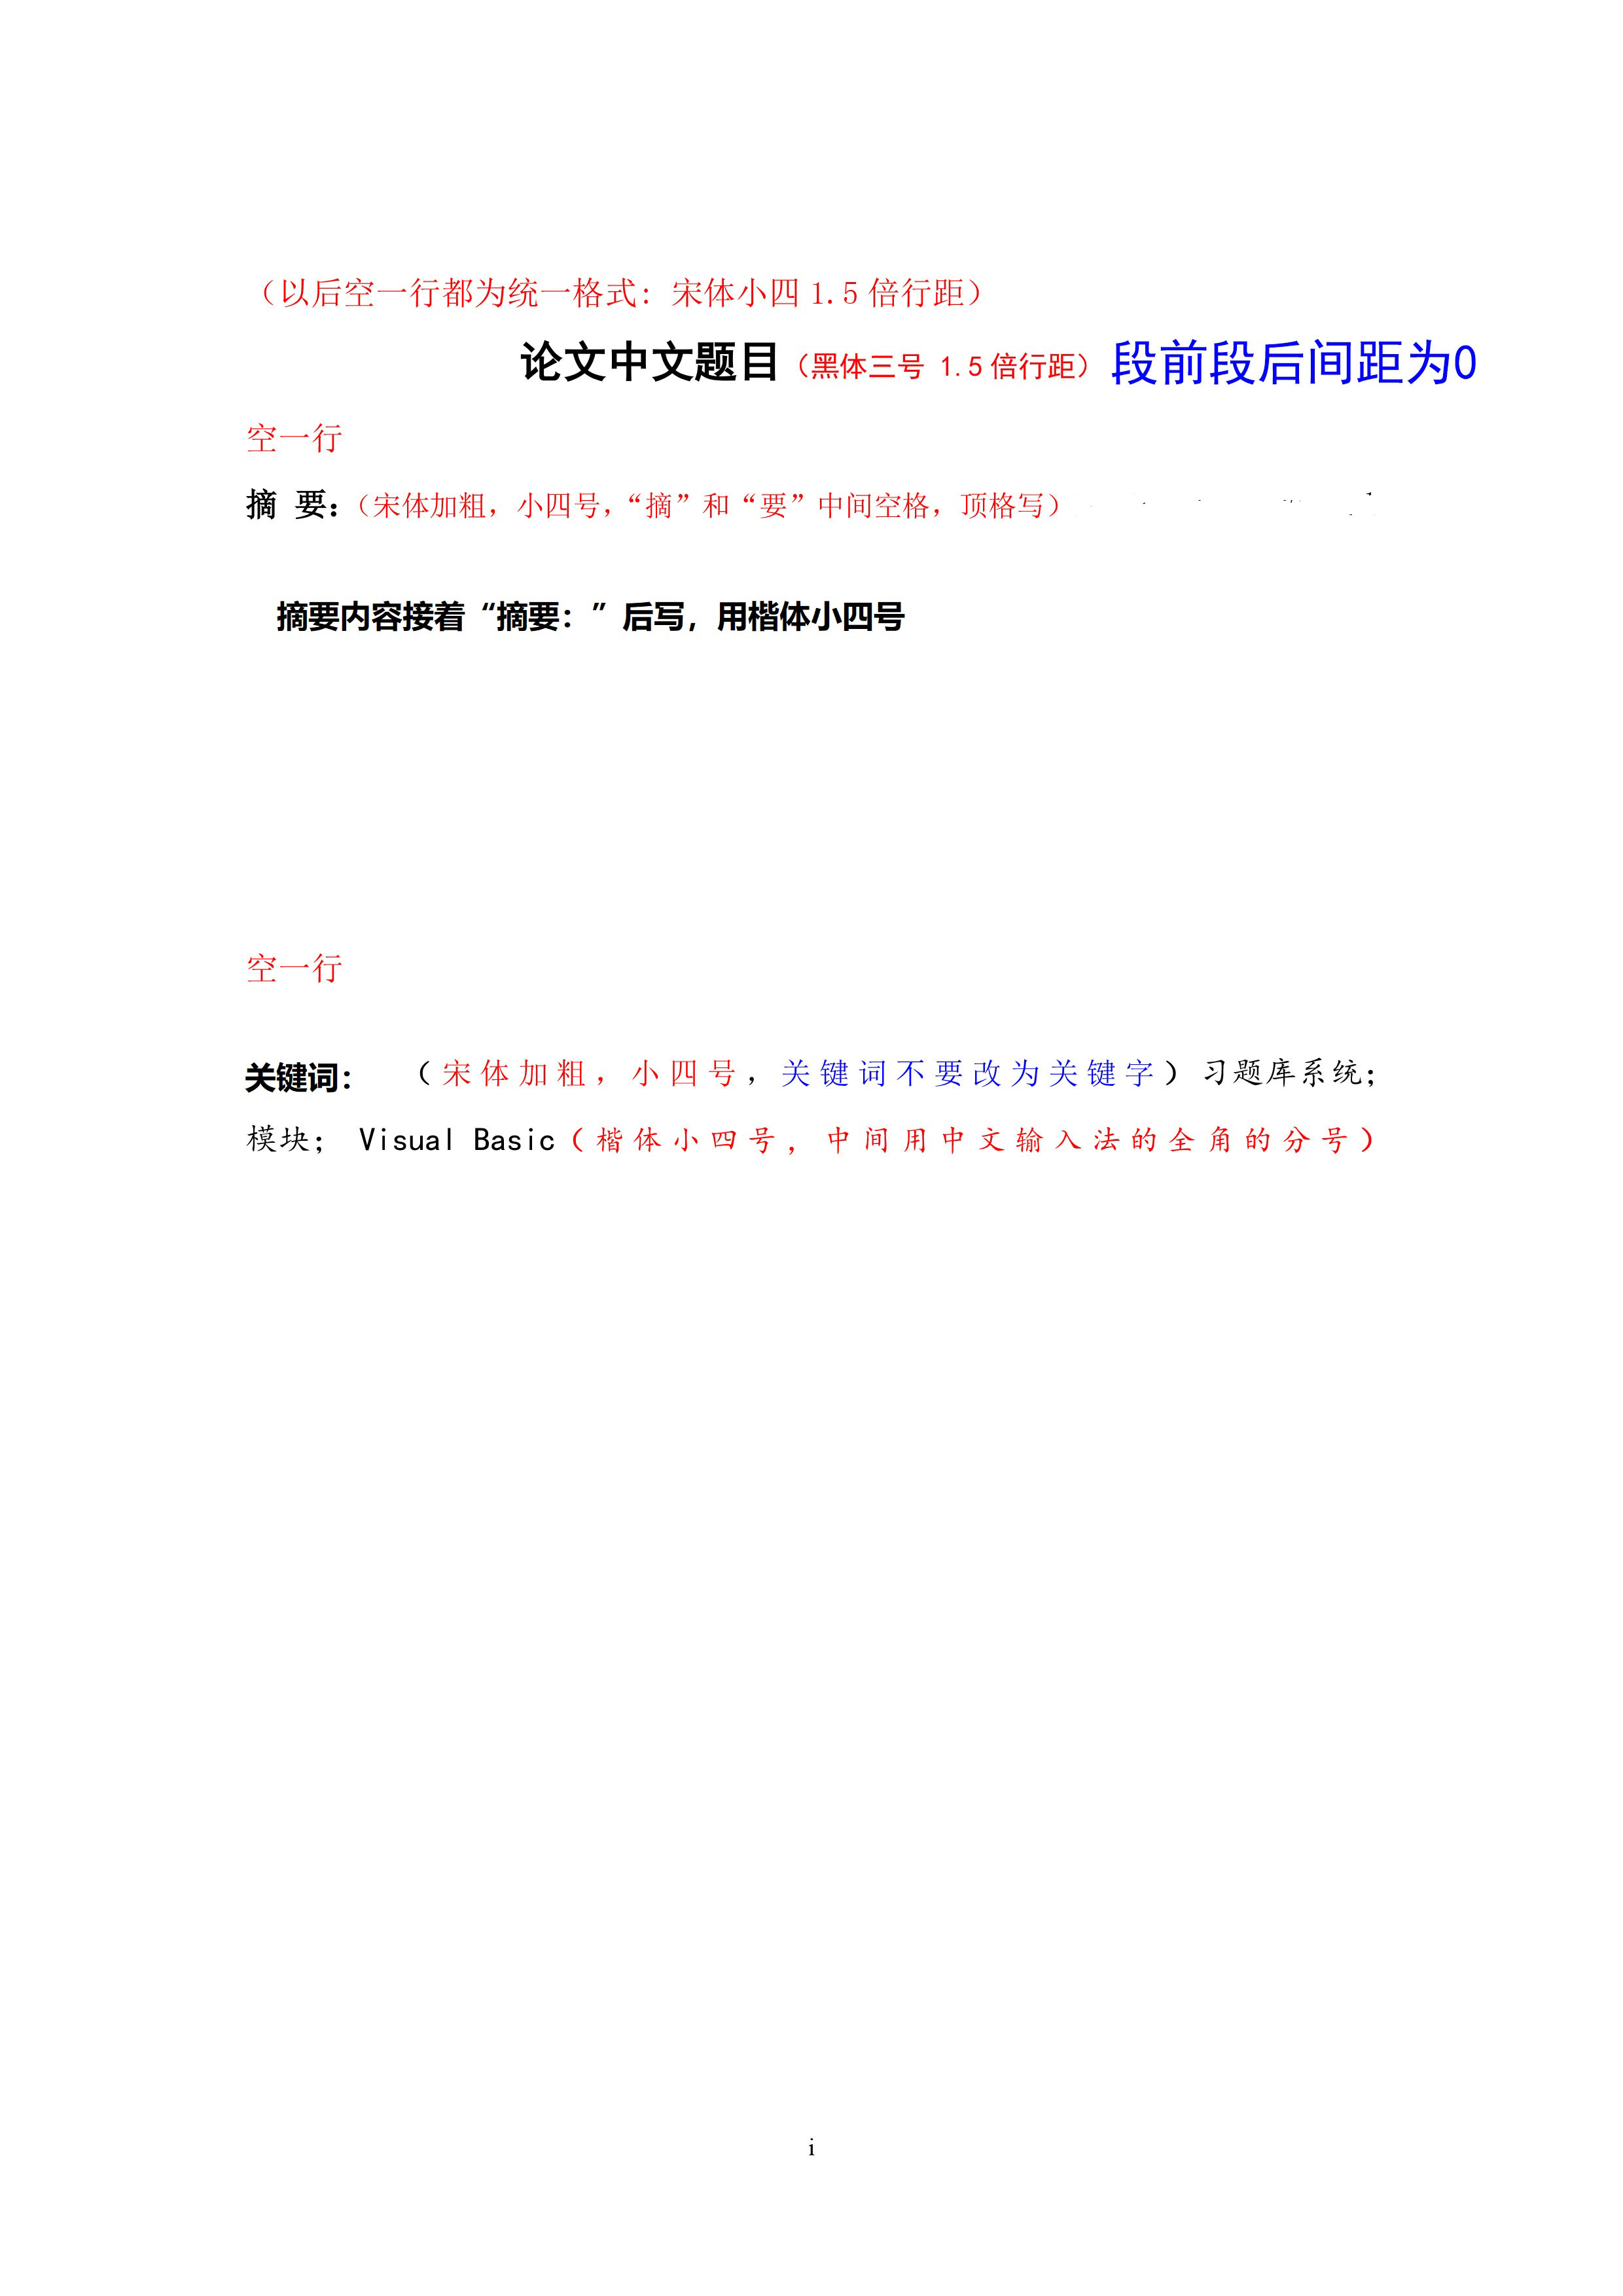 （以后空一行都为统一格式：宋体小四1.5倍行距）
论文中文题目（黑体三号 1.5倍行距）段前段后间距为0
空一行
摘 要：（宋体加粗，小四号，“摘”和“要”中间空格，顶格写）
摘要内容接着“摘要：”后写，用楷体小四号
空一行
关键词： （宋体加粗，小四号，关键词不要改为关键字）习题库系统；
模块； Visual Basic（楷体小四号，中间用中文输入法的全角的分号）
i